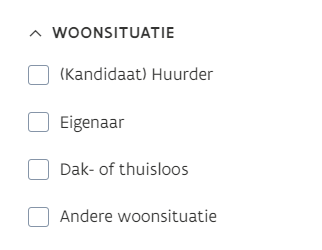 WOONSITUATIE
(Kandidaat) Huurder
Eigenaar
Dak- of thuisloos
Andere woonsituatie